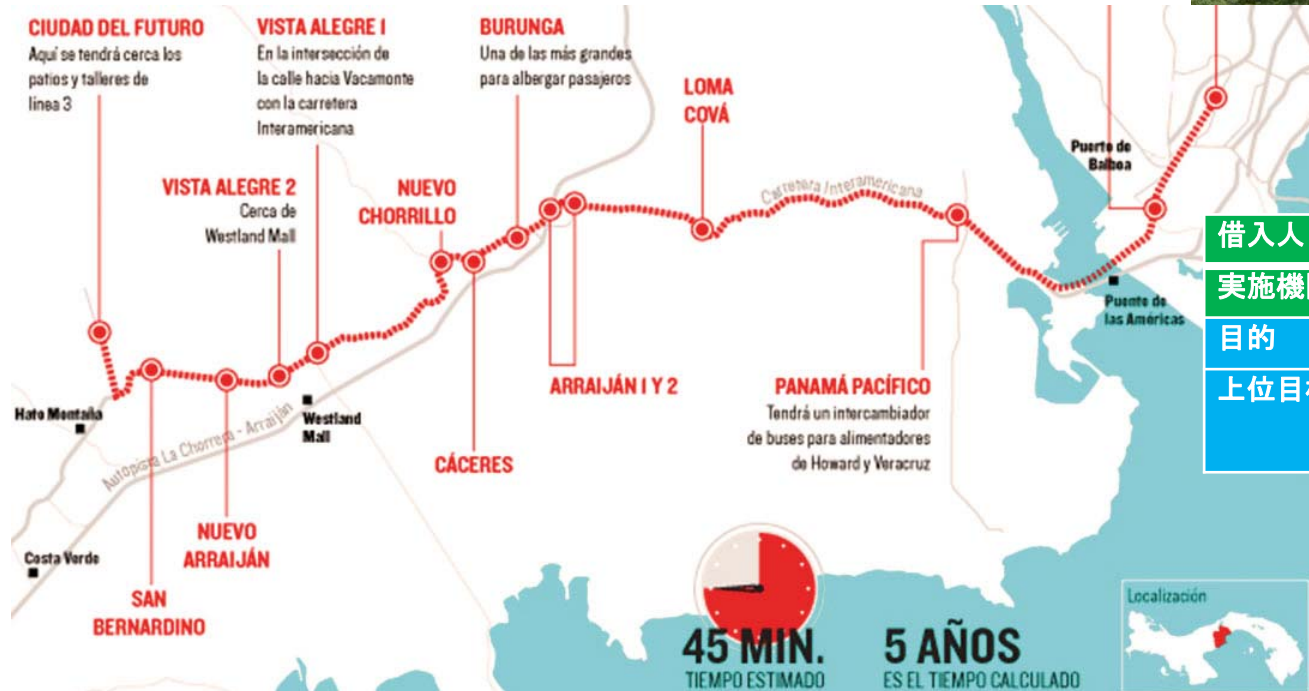 CIUDAD DEL FUTURO
Aquí se tendrá cerca los
patios y talleres de
línea 3
VISTA ALEGRE 1
En la intersección de
la calle hacia Vacamonte
con la carretera
Interamericana
BURUNGA
Una de las más grandes
para albergar pasajeros
LOMA
COVÁ
VISTA ALEGRE 2
Cerca de
Westland Mall
NUEVO
CHORRILLO
Carretera Interamericana
Puerto de
Balboa
Puente de
las Américas
ARRAIJÁN 1 Y 2
PANAMÁ PACÍFICO
Tendrá un intercambiador
de buses para alimentadores
de Howard y Veracruz
Hato Montaña
Westland
Mall
Autopista La Chorrera - Arraiján
CÁCERES
NUEVO
ARRAIJÁN
Costa Verde
SAN
BERNARDINO
45 MIN.
TIEMPO ESTIMADO
5 AÑOS
ES EL TIEMPO CALCULADO
Localización
借入人
実施機
目的
上位目